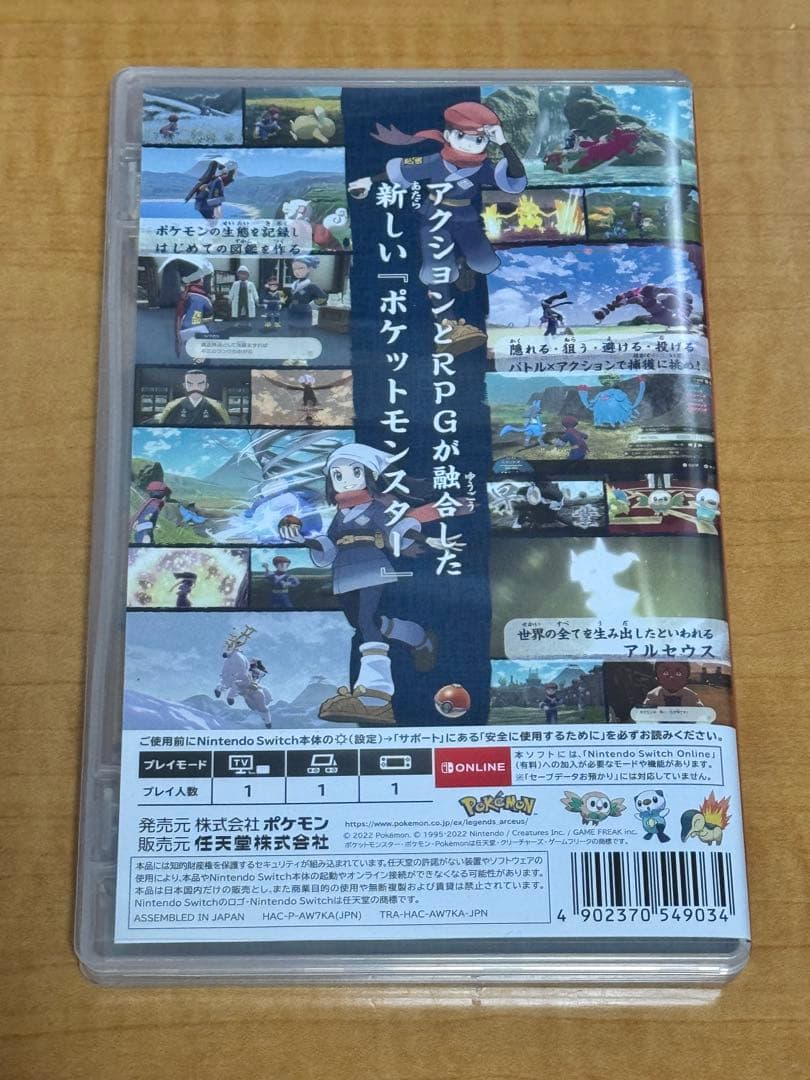 アクションとRPGが融合した
ゆうごう
新しい『ポケットモンスター』
あたら
ポケモンの生態を記録し
はじめての図鑑を作る
隠れる・狙う・避ける・投げる
バトル×アクションで捕獲に挑め!
世界の全てを生み出したといわれる
アルセウス
ご使用前にNintendo Switch本体の(設定)→「サポート」にある「安全に使用するために」を必ずお読みください。
プレイモード TV
プレイ人数 1 1 1
ONLINE
本ソフトには、「Nintendo Switch Online」
(有料)への加入が必要なモードや機能があります。
※「セーブデータお預かり」には対応していません。
発売元 株式会社ポケモン
販売元 任天堂株式会社
POKéMON
https://www.pokemon.co.jp/ex/legends_arceus/
© 2022 Pokémon. © 1995-2022 Nintendo / Creatures Inc. / GAME FREAK inc.
ポケットモンスター・ポケモン・Pokémonは任天堂・クリーチャーズ・ゲームフリークの商標です。
本品には知的財産権を保護するセキュリティが組み込まれています。任天堂の許諾がない装置やソフトウェアの
使用により、本品やNintendo Switch本体の起動やオンライン接続ができなくなる可能性があります。
本品は日本国内だけの販売とし、また商業目的の使用や無断複製および賃貸は禁止されています。
Nintendo Switchのロゴ・Nintendo Switchは任天堂の商標です。
ASSEMBLED IN JAPAN HAC-P-AW7KA(JPN) TRA-HAC-AW7KA-JPN
4 902370 549034